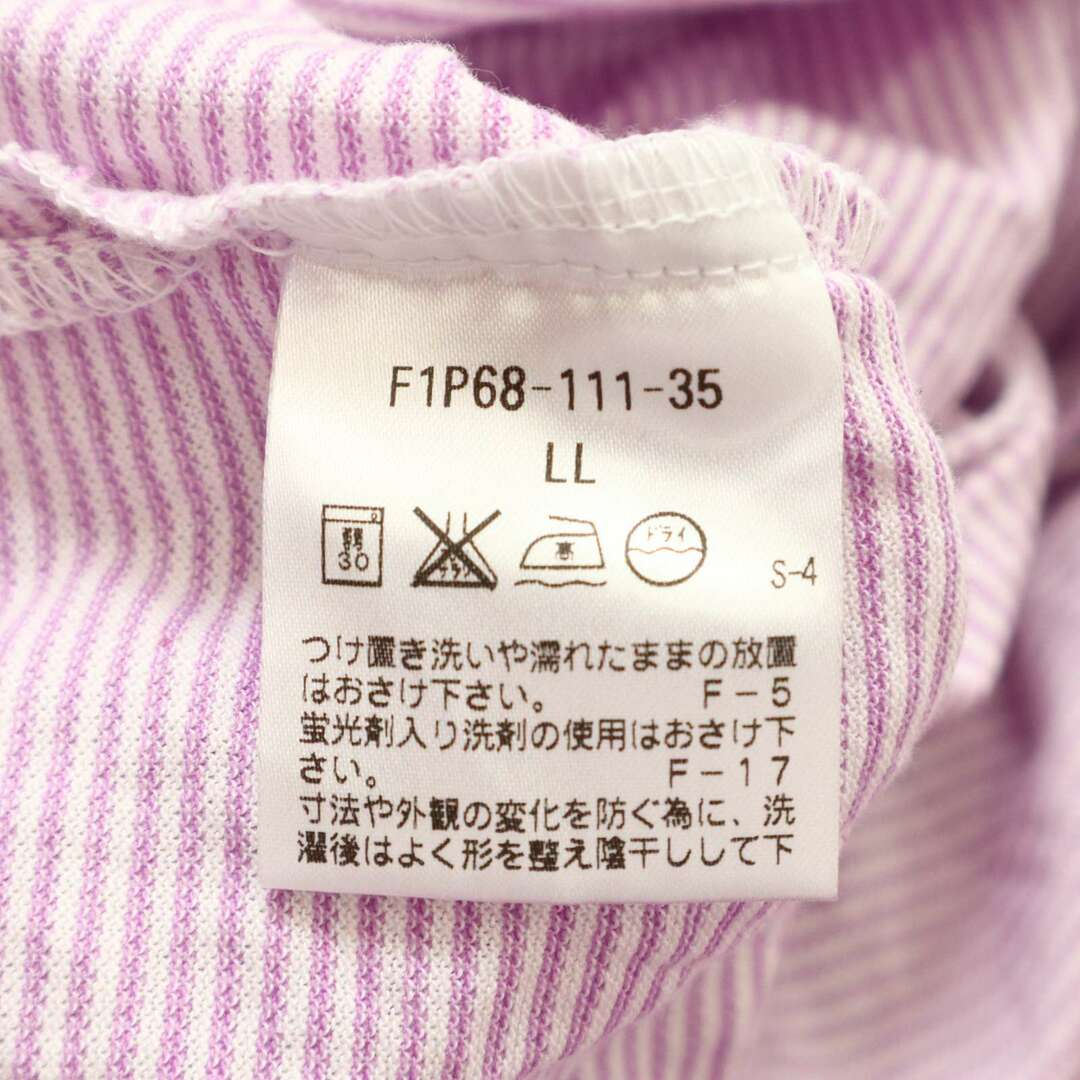 F1P68-111-35
LL
30
高
ドライ
S-4
つけ置き洗いや濡れたままの放置
はおさけ下さい。 F-5
蛍光剤入り洗剤の使用はおさけ下
さい。 F-17
寸法や外観の変化を防ぐ為に、洗
濯後はよく形を整え陰干しして下